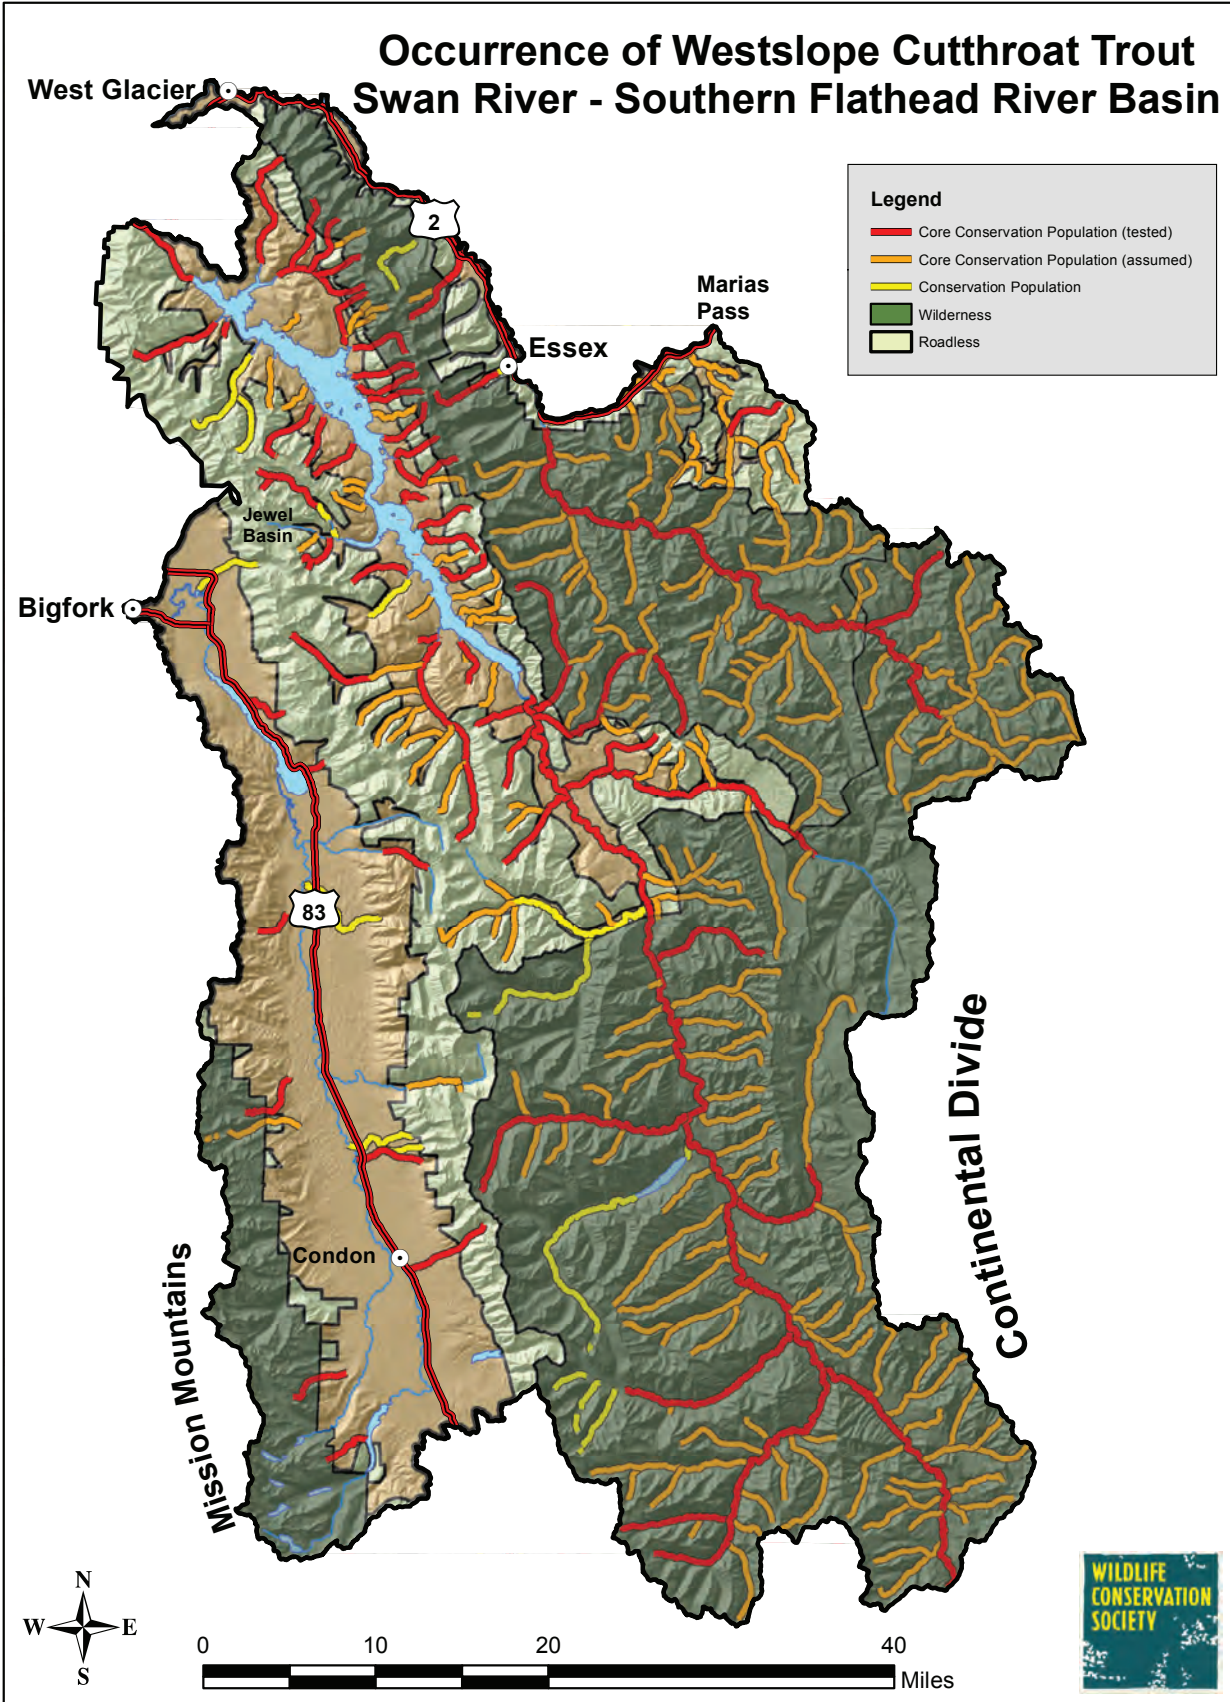 Occurrence of Westslope Cutthroat Trout
Swan River - Southern Flathead River Basin
West Glacier
Legend
Core Conservation Population (tested)
Core Conservation Population (assumed)
Conservation Population
Wilderness
Roadless
2
Marias
Pass
Essex
Jewel
Basin
Bigfork
83
Continental Divide
Condon
Mission Mountains
N
W
E
S
0
10
20
40
Miles
WILDLIFE
CONSERVATION
SOCIETY